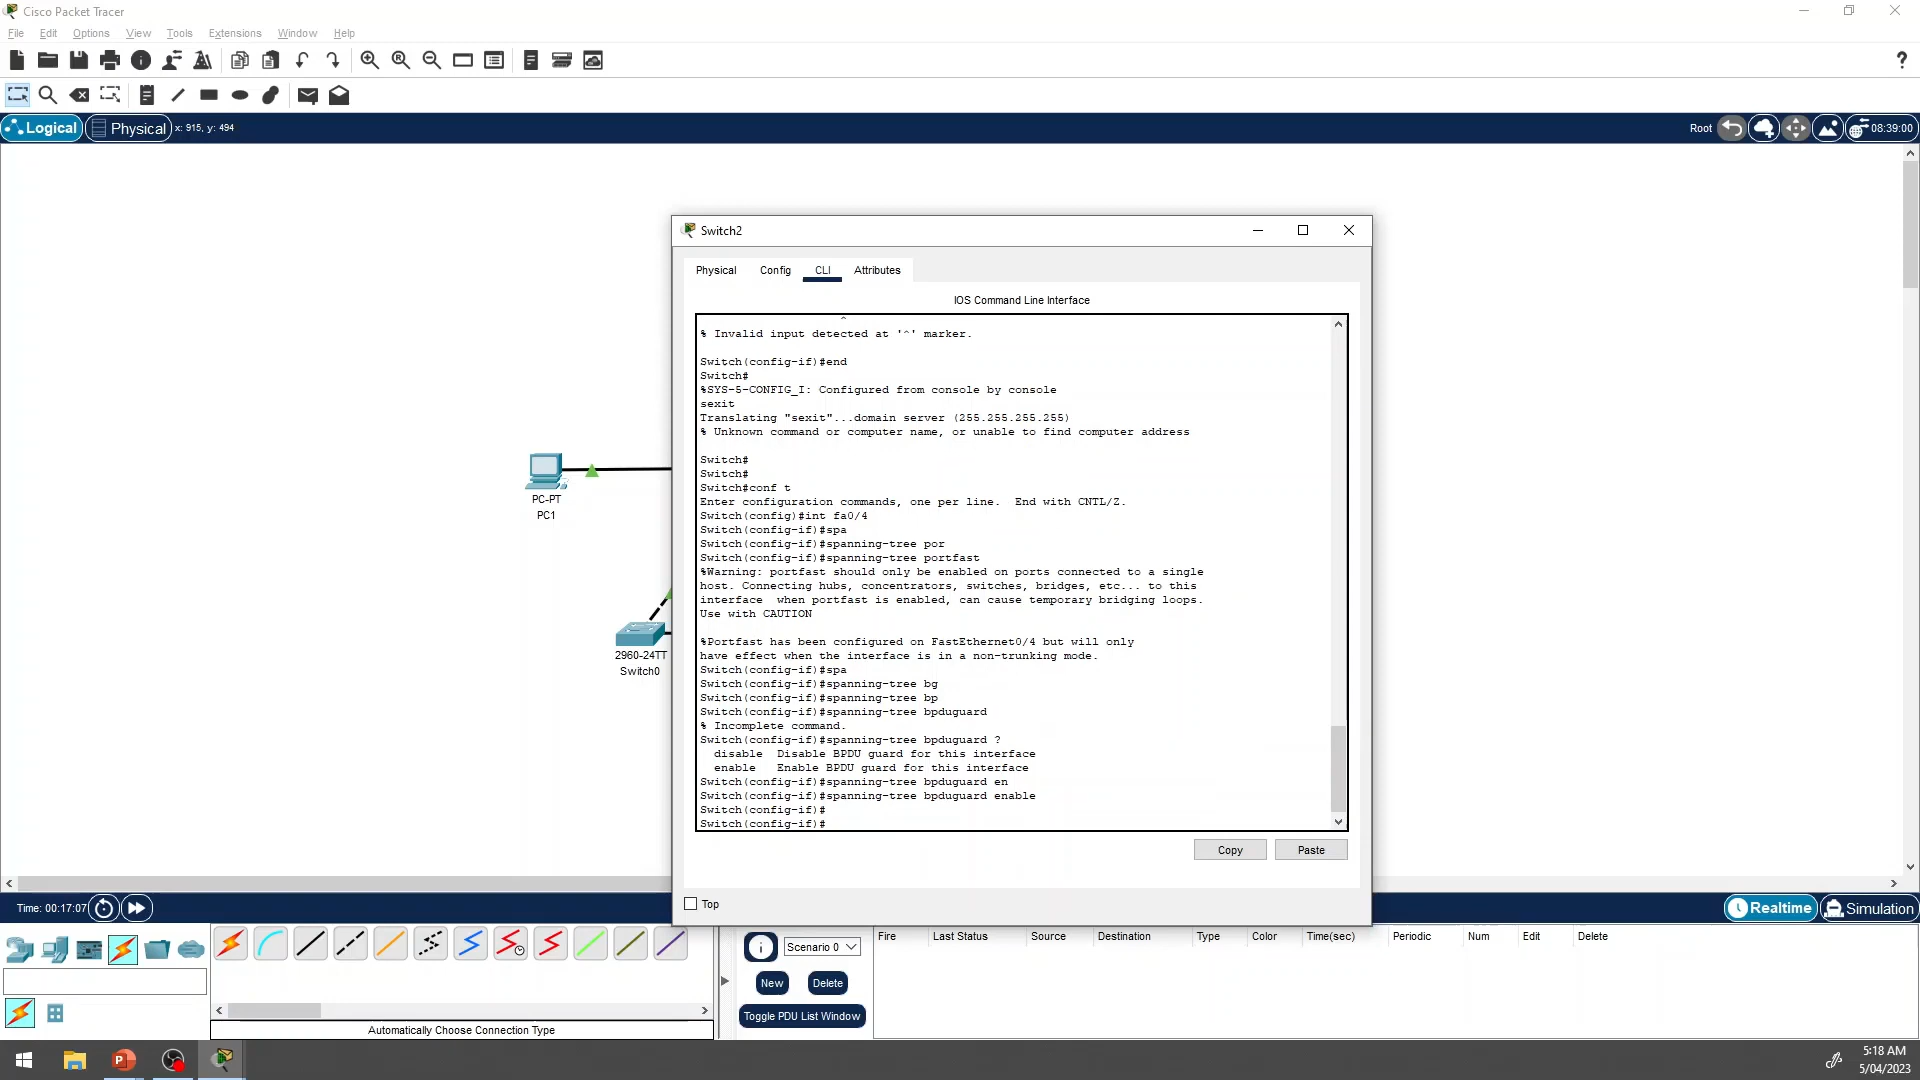 Cisco Packet Tracer
File Edit Options View Tools Extensions Window Help
?
Logical Physical x: 915, y: 494 Root 08:39:00
Switch2
Physical Config CLI Attributes
IOS Command Line Interface
^
% Invalid input detected at '^' marker.
Switch(config-if)#end
Switch#
%SYS-5-CONFIG_I: Configured from console by console
sexit
Translating "sexit"...domain server (255.255.255.255)
% Unknown command or computer name, or unable to find computer address
Switch#
Switch#
Switch#conf t
Enter configuration commands, one per line.  End with CNTL/Z.
Switch(config)#int fa0/4
Switch(config-if)#spa
Switch(config-if)#spanning-tree por
Switch(config-if)#spanning-tree portfast
%Warning: portfast should only be enabled on ports connected to a single
host. Connecting hubs, concentrators, switches, bridges, etc... to this
interface  when portfast is enabled, can cause temporary bridging loops.
Use with CAUTION
%Portfast has been configured on FastEthernet0/4 but will only
have effect when the interface is in a non-trunking mode.
Switch(config-if)#spa
Switch(config-if)#spanning-tree bg
Switch(config-if)#spanning-tree bp
Switch(config-if)#spanning-tree bpduguard
% Incomplete command.
Switch(config-if)#spanning-tree bpduguard ?
disable  Disable BPDU guard for this interface
enable   Enable BPDU guard for this interface
Switch(config-if)#spanning-tree bpduguard en
Switch(config-if)#spanning-tree bpduguard enable
Switch(config-if)#
Switch(config-if)#
Copy Paste
Top
PC-PT
PC1
2960-24TT
Switch0
Time: 00:17:07 Realtime Simulation
Scenario 0
New Delete
Toggle PDU List Window
Fire Last Status Source Destination Type Color Time(sec) Periodic Num Edit Delete
Automatically Choose Connection Type
5:18 AM
5/04/2023